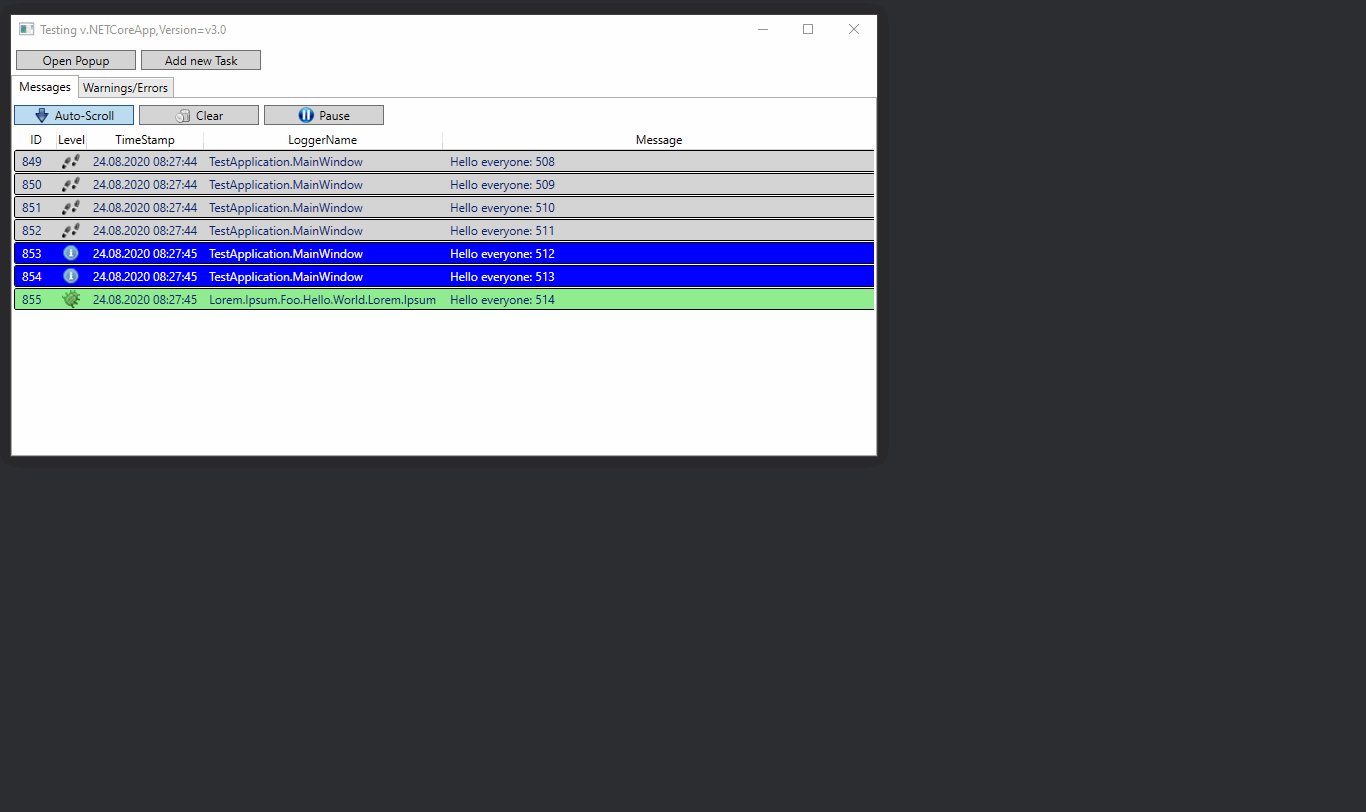 Testing v.NETCoreApp,Version=v3.0
Open Popup Add new Task
Messages Warnings/Errors
Auto-Scroll Clear Pause
ID Level TimeStamp LoggerName Message
849 24.08.2020 08:27:44 TestApplication.MainWindow Hello everyone: 508
850 24.08.2020 08:27:44 TestApplication.MainWindow Hello everyone: 509
851 24.08.2020 08:27:44 TestApplication.MainWindow Hello everyone: 510
852 24.08.2020 08:27:44 TestApplication.MainWindow Hello everyone: 511
853 24.08.2020 08:27:45 TestApplication.MainWindow Hello everyone: 512
854 24.08.2020 08:27:45 TestApplication.MainWindow Hello everyone: 513
855 24.08.2020 08:27:45 Lorem.Ipsum.Foo.Hello.World.Lorem.Ipsum Hello everyone: 514